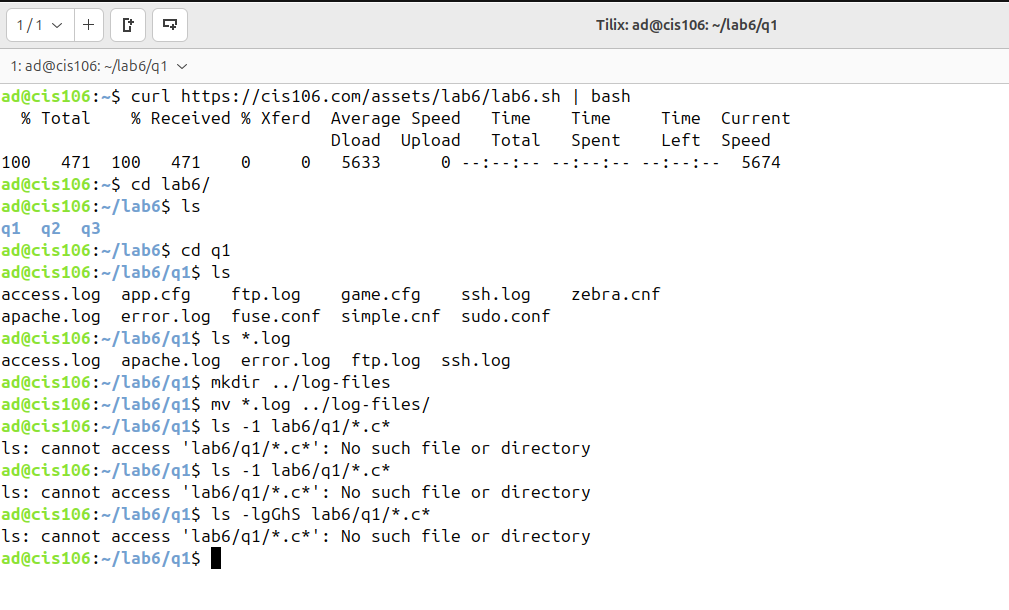 1 / 1
Tilix: ad@cis106: ~/lab6/q1
1: ad@cis106: ~/lab6/q1
ad@cis106:~$ curl https://cis106.com/assets/lab6/lab6.sh | bash
  % Total    % Received % Xferd  Average Speed   Time    Time     Time  Current
                                 Dload  Upload   Total   Spent    Left  Speed
100   471  100   471    0     0   5633      0 --:--:-- --:--:-- --:--:--  5674
ad@cis106:~$ cd lab6/
ad@cis106:~/lab6$ ls
q1  q2  q3
ad@cis106:~/lab6$ cd q1
ad@cis106:~/lab6/q1$ ls
access.log  app.cfg    ftp.log    game.cfg    ssh.log    zebra.cnf
apache.log  error.log  fuse.conf  simple.cnf  sudo.conf
ad@cis106:~/lab6/q1$ ls *.log
access.log  apache.log  error.log  ftp.log  ssh.log
ad@cis106:~/lab6/q1$ mkdir ../log-files
ad@cis106:~/lab6/q1$ mv *.log ../log-files/
ad@cis106:~/lab6/q1$ ls -1 lab6/q1/*.c*
ls: cannot access 'lab6/q1/*.c*': No such file or directory
ad@cis106:~/lab6/q1$ ls -1 lab6/q1/*.c*
ls: cannot access 'lab6/q1/*.c*': No such file or directory
ad@cis106:~/lab6/q1$ ls -lgGhS lab6/q1/*.c*
ls: cannot access 'lab6/q1/*.c*': No such file or directory
ad@cis106:~/lab6/q1$